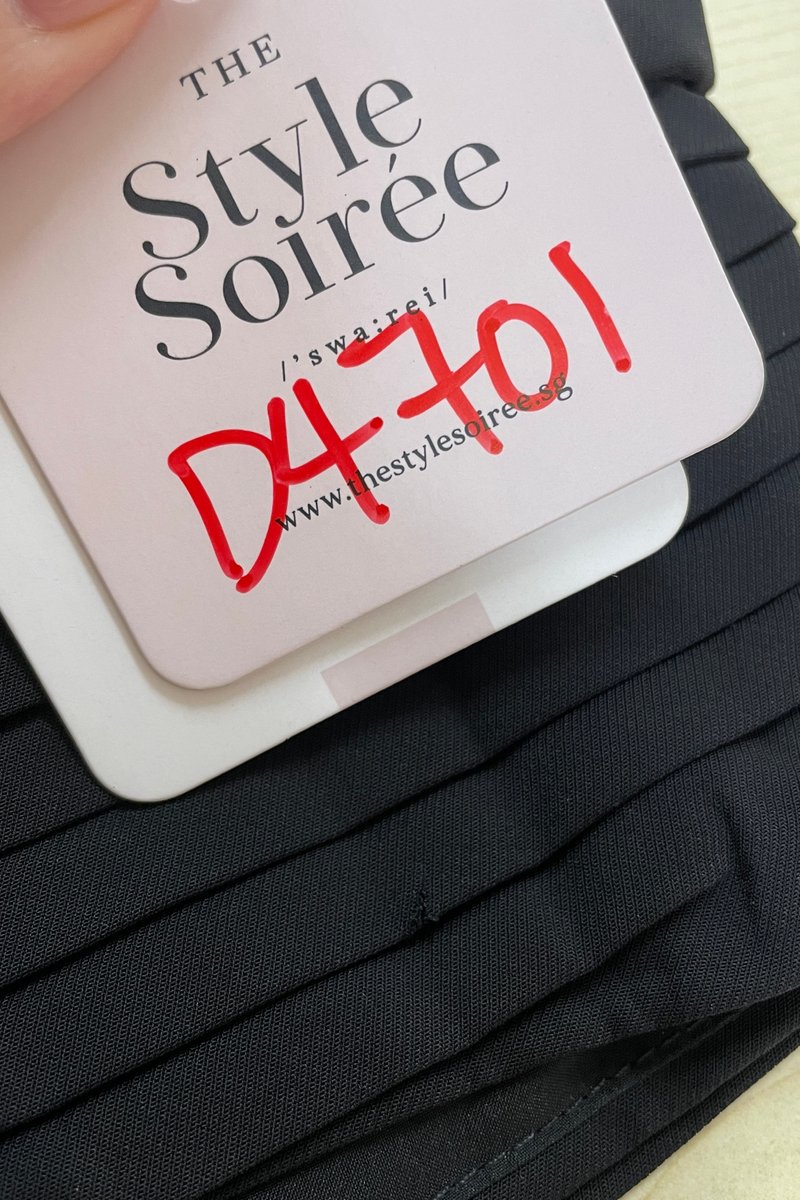 THE
Style
Soirée
/'swa:rei/
D4701
www.thestylesoiree.sg